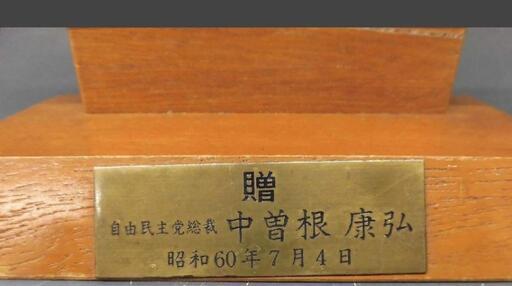 贈
自由民主党総裁 中曽根 康弘
昭和60年7月4日